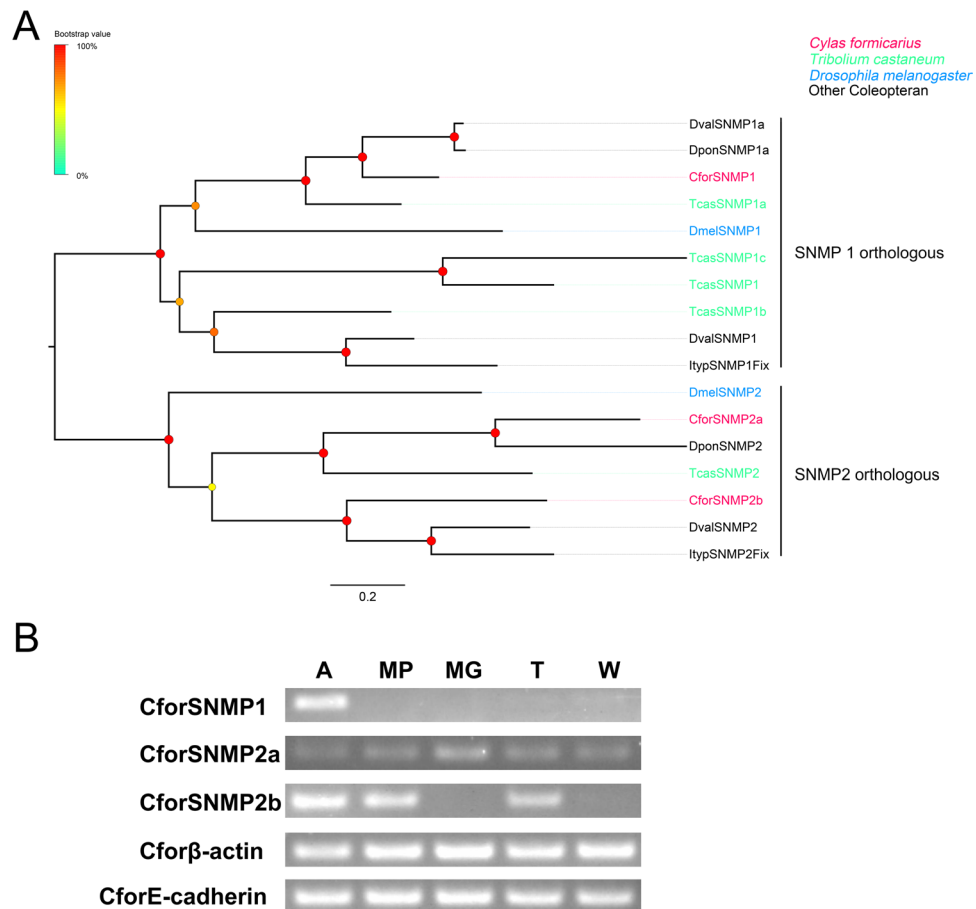 A
Bootstrap value
100%
0%
Cylas formicarius
Tribolium castaneum
Drosophila melanogaster
Other Coleopteran
DvalSNMP1a
DponSNMP1a
CforSNMP1
TcasSNMP1a
DmelSNMP1
TcasSNMP1c
TcasSNMP1
TcasSNMP1b
DvalSNMP1
ItypSNMP1Fix
SNMP 1 orthologous
DmelSNMP2
CforSNMP2a
DponSNMP2
TcasSNMP2
CforSNMP2b
DvalSNMP2
ItypSNMP2Fix
SNMP2 orthologous
0.2
B
A MP MG T W
CforSNMP1
CforSNMP2a
CforSNMP2b
Cforβ-actin
CforE-cadherin